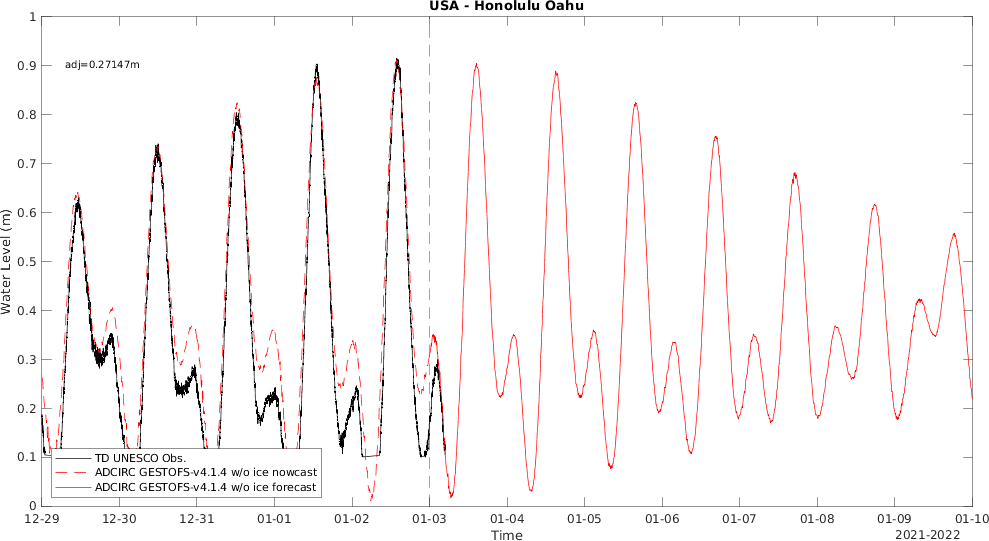 USA - Honolulu Oahu
1
0.9
0.8
0.7
0.6
0.5
0.4
0.3
0.2
0.1
0
Water Level (m)
adj=0.27147m
TD UNESCO Obs.
ADCIRC GESTOFS-v4.1.4 w/o ice nowcast
ADCIRC GESTOFS-v4.1.4 w/o ice forecast
12-29 12-30 12-31 01-01 01-02 01-03 01-04 01-05 01-06 01-07 01-08 01-09 01-10
Time
2021-2022